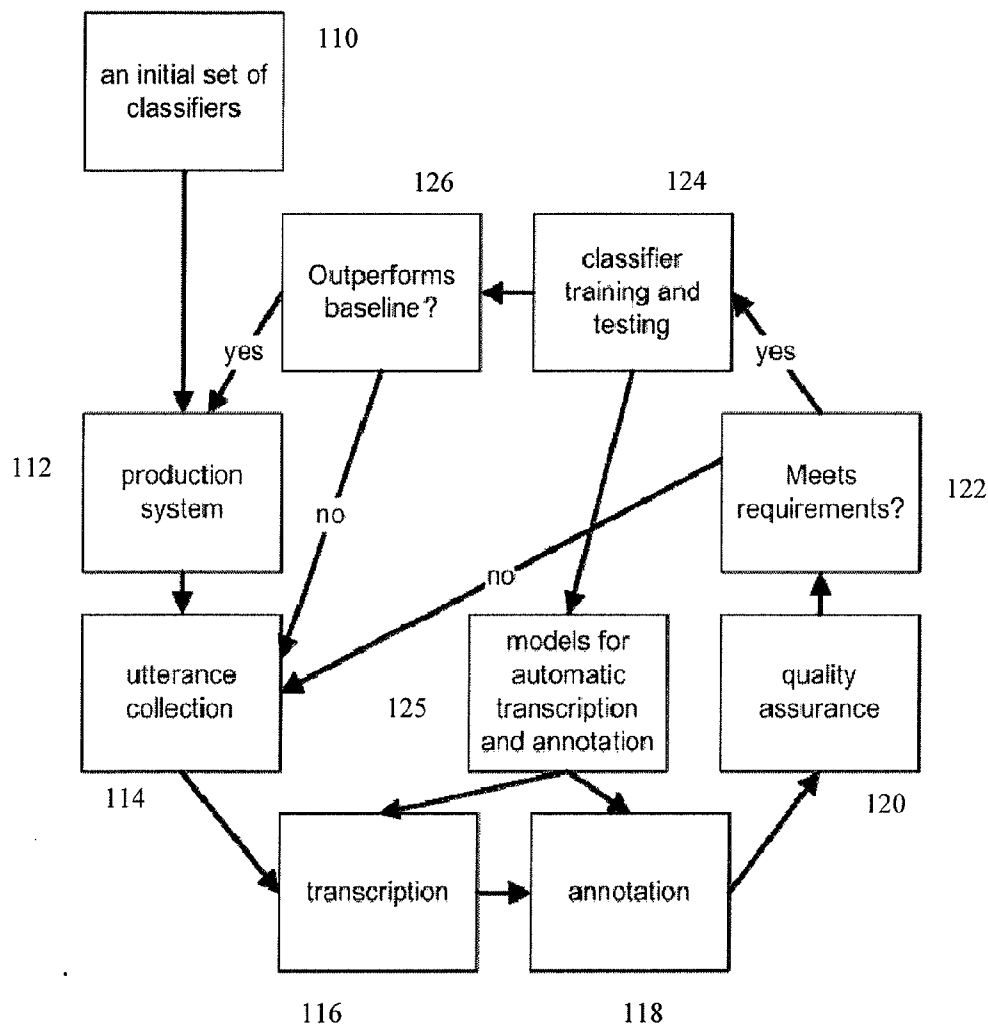 110
an initial set of
classifiers
126
124
Outperforms
baseline?
classifier
training and
testing
yes
yes
112
production
system
Meets
requirements?
122
no
no
utterance
collection
models for
automatic
transcription
and annotation
quality
assurance
125
114
120
transcription
annotation
116
118